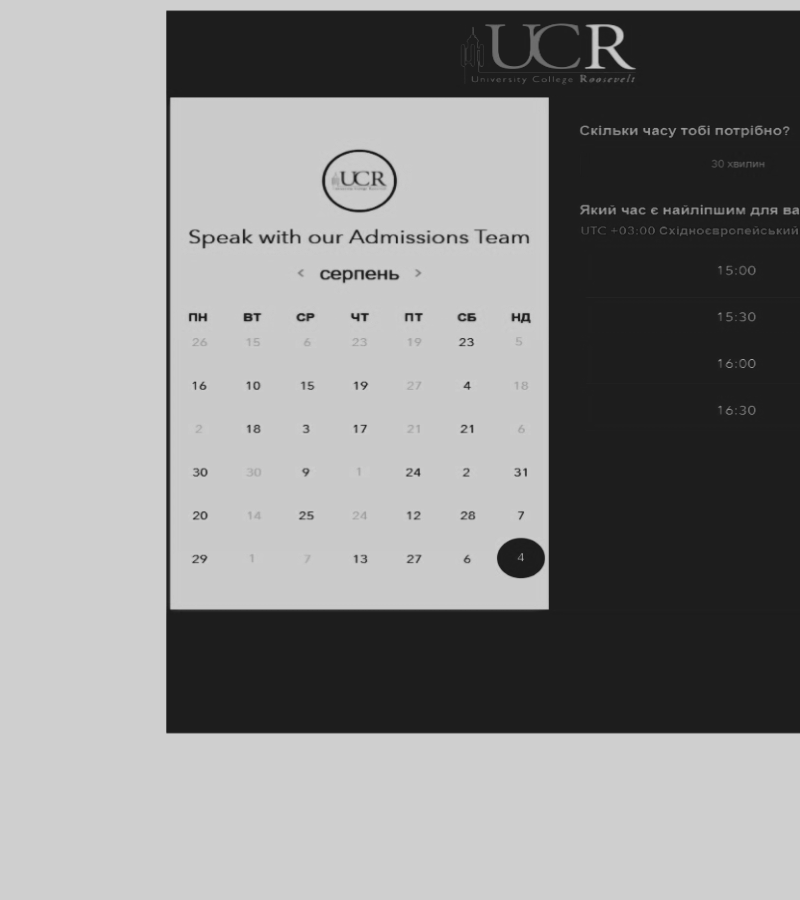 UCR
University College Roosevelt
UCR
Speak with our Admissions Team
< серпень >
ПН ВТ СР ЧТ ПТ СБ НД
26 15 6 23 19 23 5
16 10 15 19 27 4 18
2 18 3 17 21 21 6
30 30 9 1 24 2 31
20 14 25 24 12 28 7
29 1 7 13 27 6 4
Скільки часу тобі потрібно?
30 хвилин
Який час є найліпшим для ва
UTC +03:00 Східноєвропейський
15:00
15:30
16:00
16:30